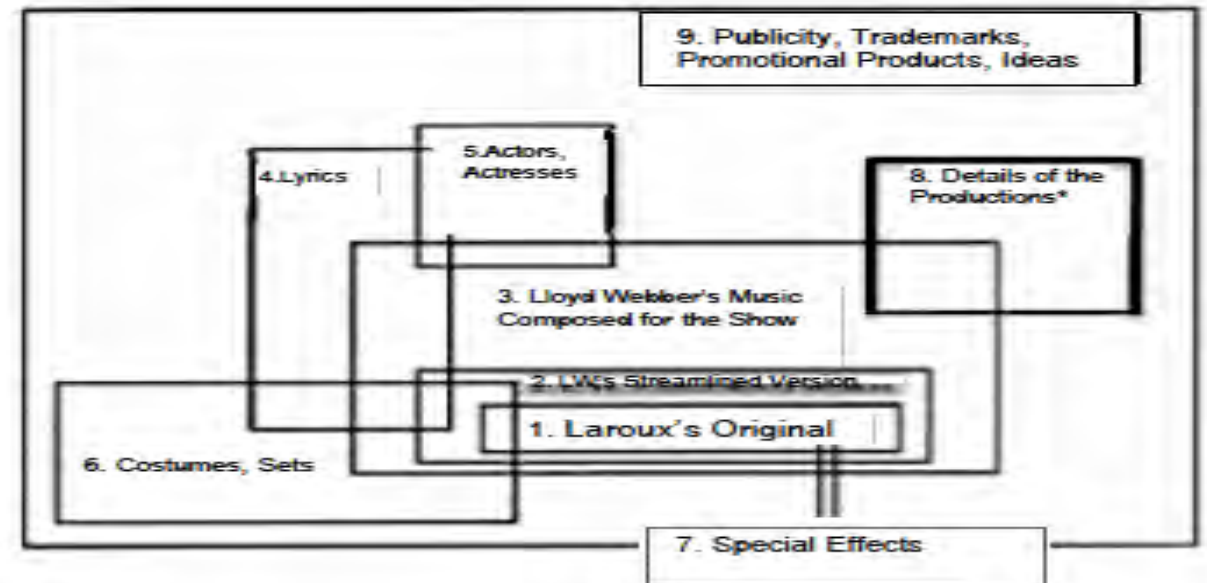 9. Publicity, Trademarks,
Promotional Products, Ideas
5.Actors,
Actresses
4.Lyrics
8. Details of the
Productions*
3. Lloyd Webber's Music
Composed for the Show
2. LW's Streamlined Version
1. Laroux's Original
6. Costumes, Sets
7. Special Effects